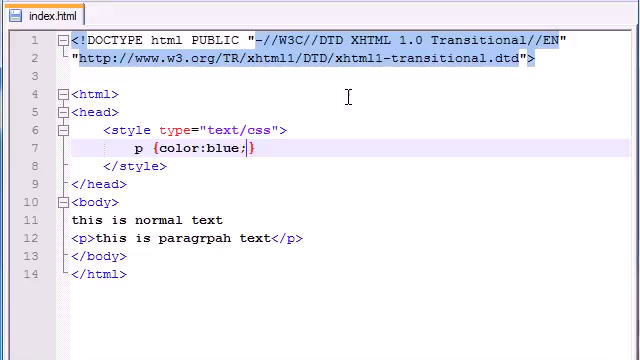 index.html
1 <!DOCTYPE html PUBLIC "-//W3C//DTD XHTML 1.0 Transitional//EN"
2 "http://www.w3.org/TR/xhtml1/DTD/xhtml1-transitional.dtd">
3
4 <html>
5 <head>
6 <style type="text/css">
7 p {color:blue;}
8 </style>
9 </head>
10 <body>
11 this is normal text
12 <p>this is paragrpah text</p>
13 </body>
14 </html>